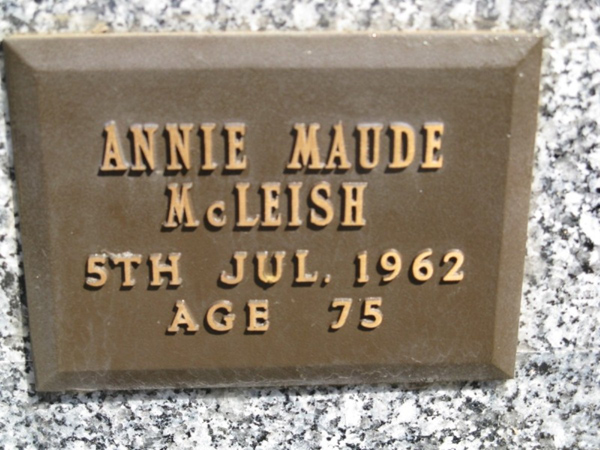 ANNIE MAUDE
McLEISH
5TH JUL. 1962
AGE 75